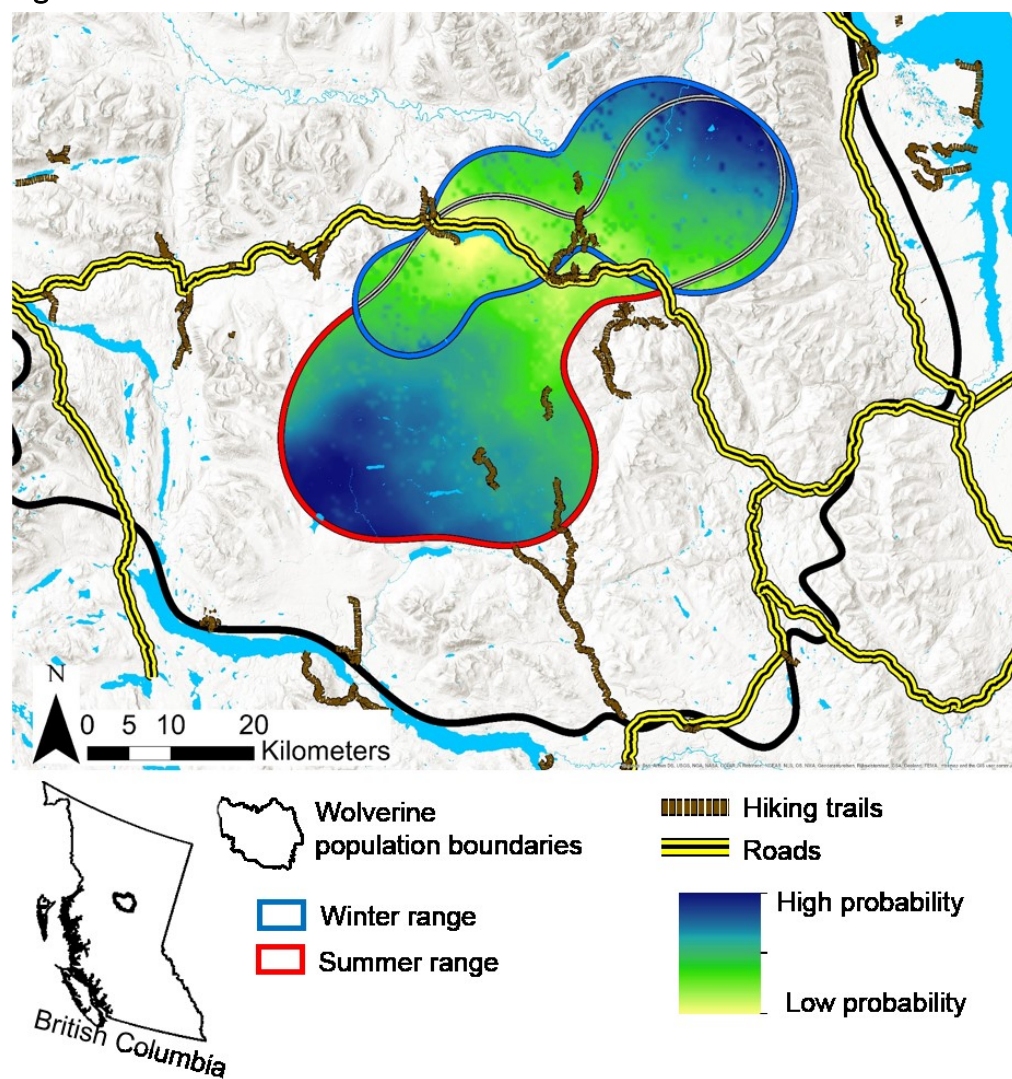 N
0 5 10 20
Kilometers
Wolverine
population boundaries
Winter range
Summer range
Hiking trails
Roads
High probability
Low probability
British Columbia